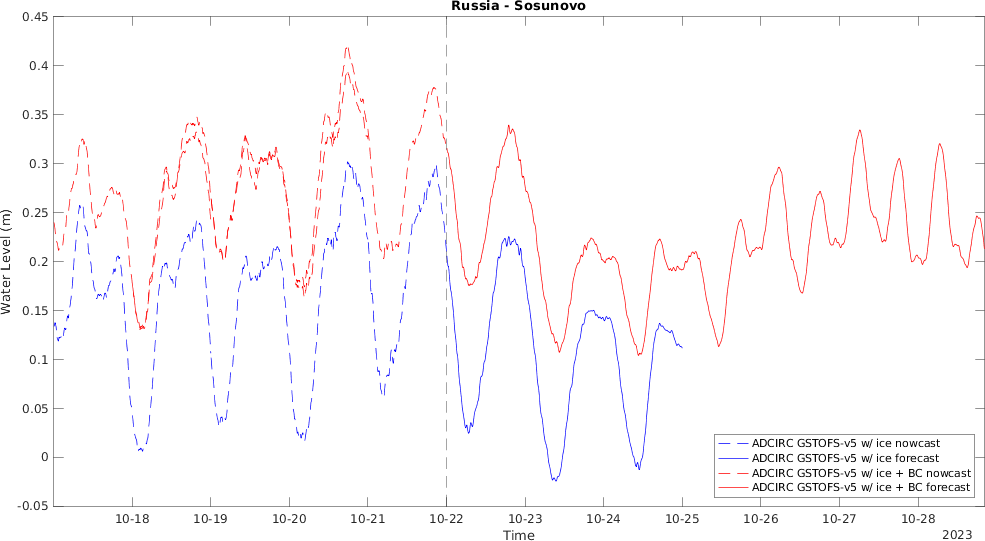 Russia - Sosunovo
0.45
0.4
0.35
0.3
0.25
0.2
0.15
0.1
0.05
0
-0.05
Water Level (m)
10-18 10-19 10-20 10-21 10-22 10-23 10-24 10-25 10-26 10-27 10-28
Time
2023
ADCIRC GSTOFS-v5 w/ ice nowcast
ADCIRC GSTOFS-v5 w/ ice forecast
ADCIRC GSTOFS-v5 w/ ice + BC nowcast
ADCIRC GSTOFS-v5 w/ ice + BC forecast